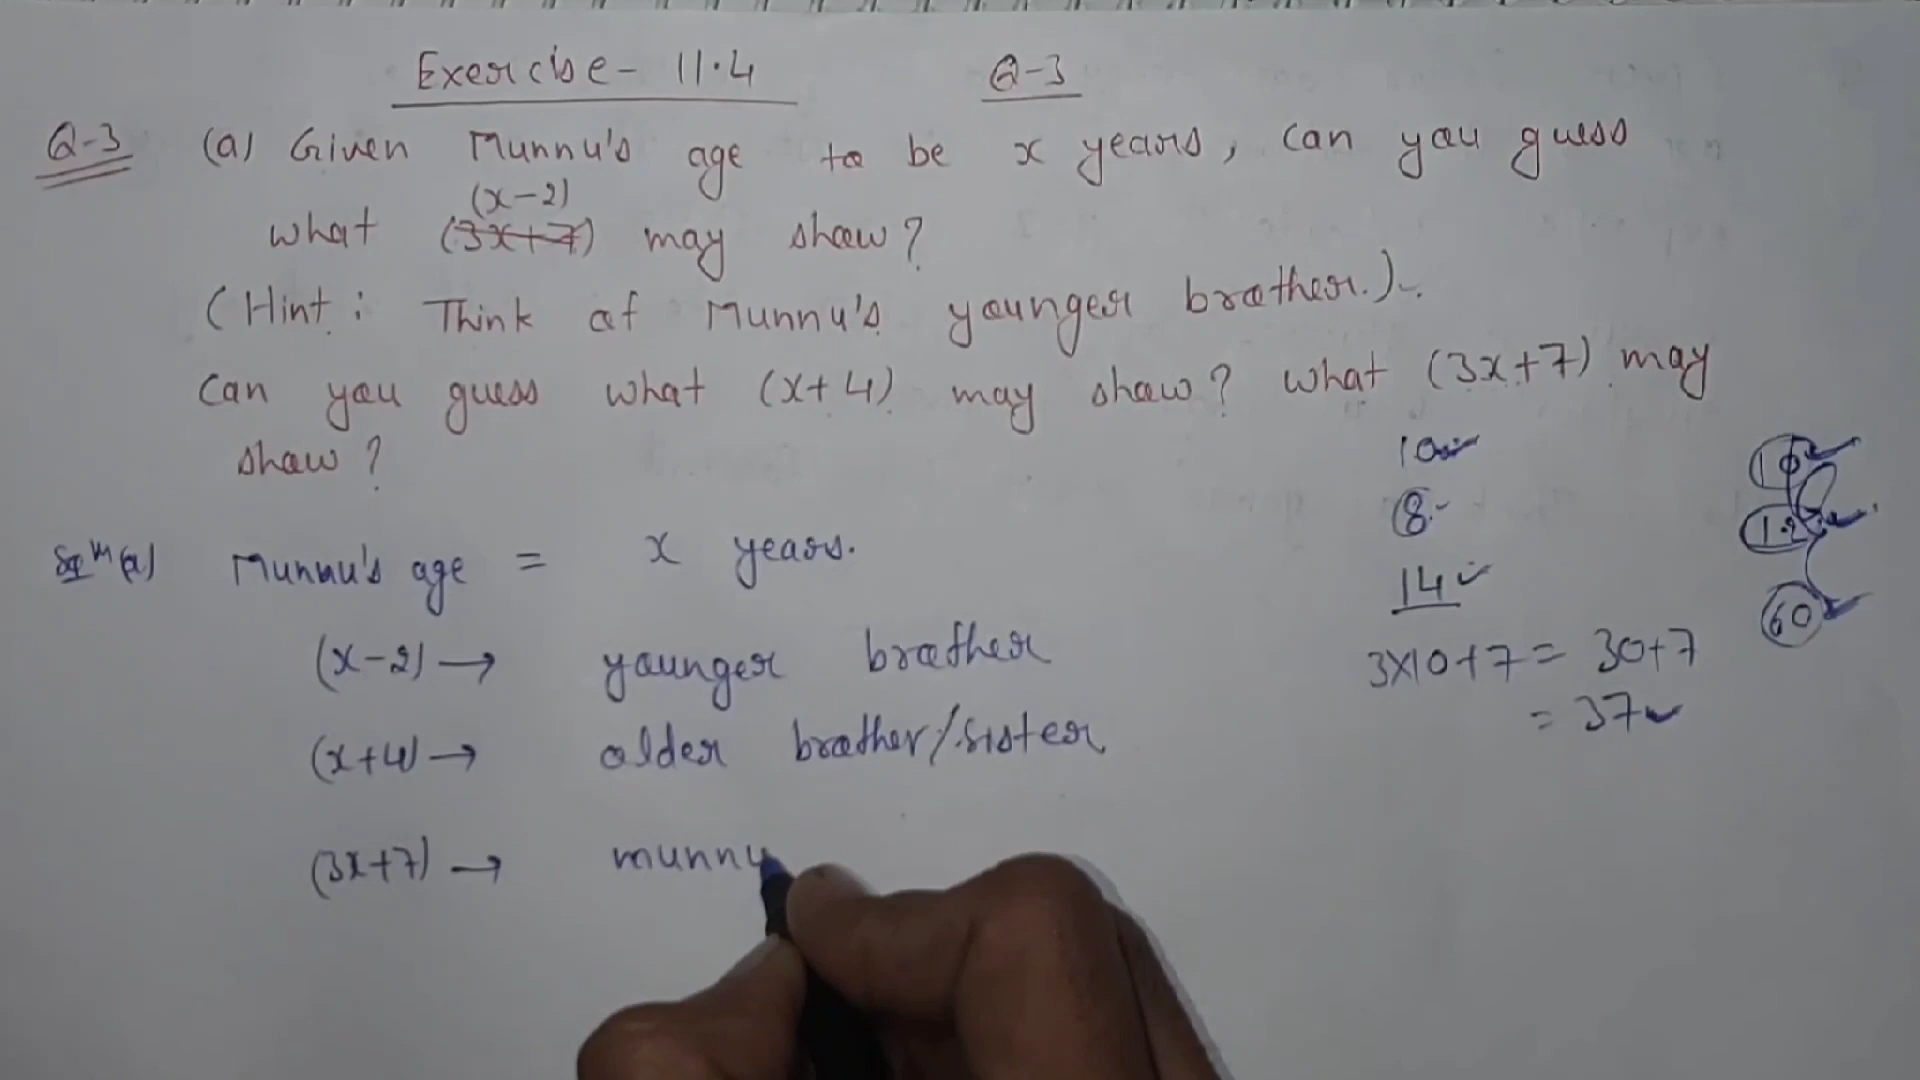 Exercise - 11.4 Q-3
Q-3 (a) Given Munnu's age to be x years, can you guess
(x-2)
what (3x+7) may show?
(Hint: Think of Munnu's younger brother.)
Can you guess what (x+4) may show? what (3x+7) may
show?
10
8
14
3x10+7 = 30+7
= 37
12
60
Solⁿ(a) Munnu's age = x years.
(x-2) → younger brother
(x+4) → older brother/sister
(3x+7) → munnu